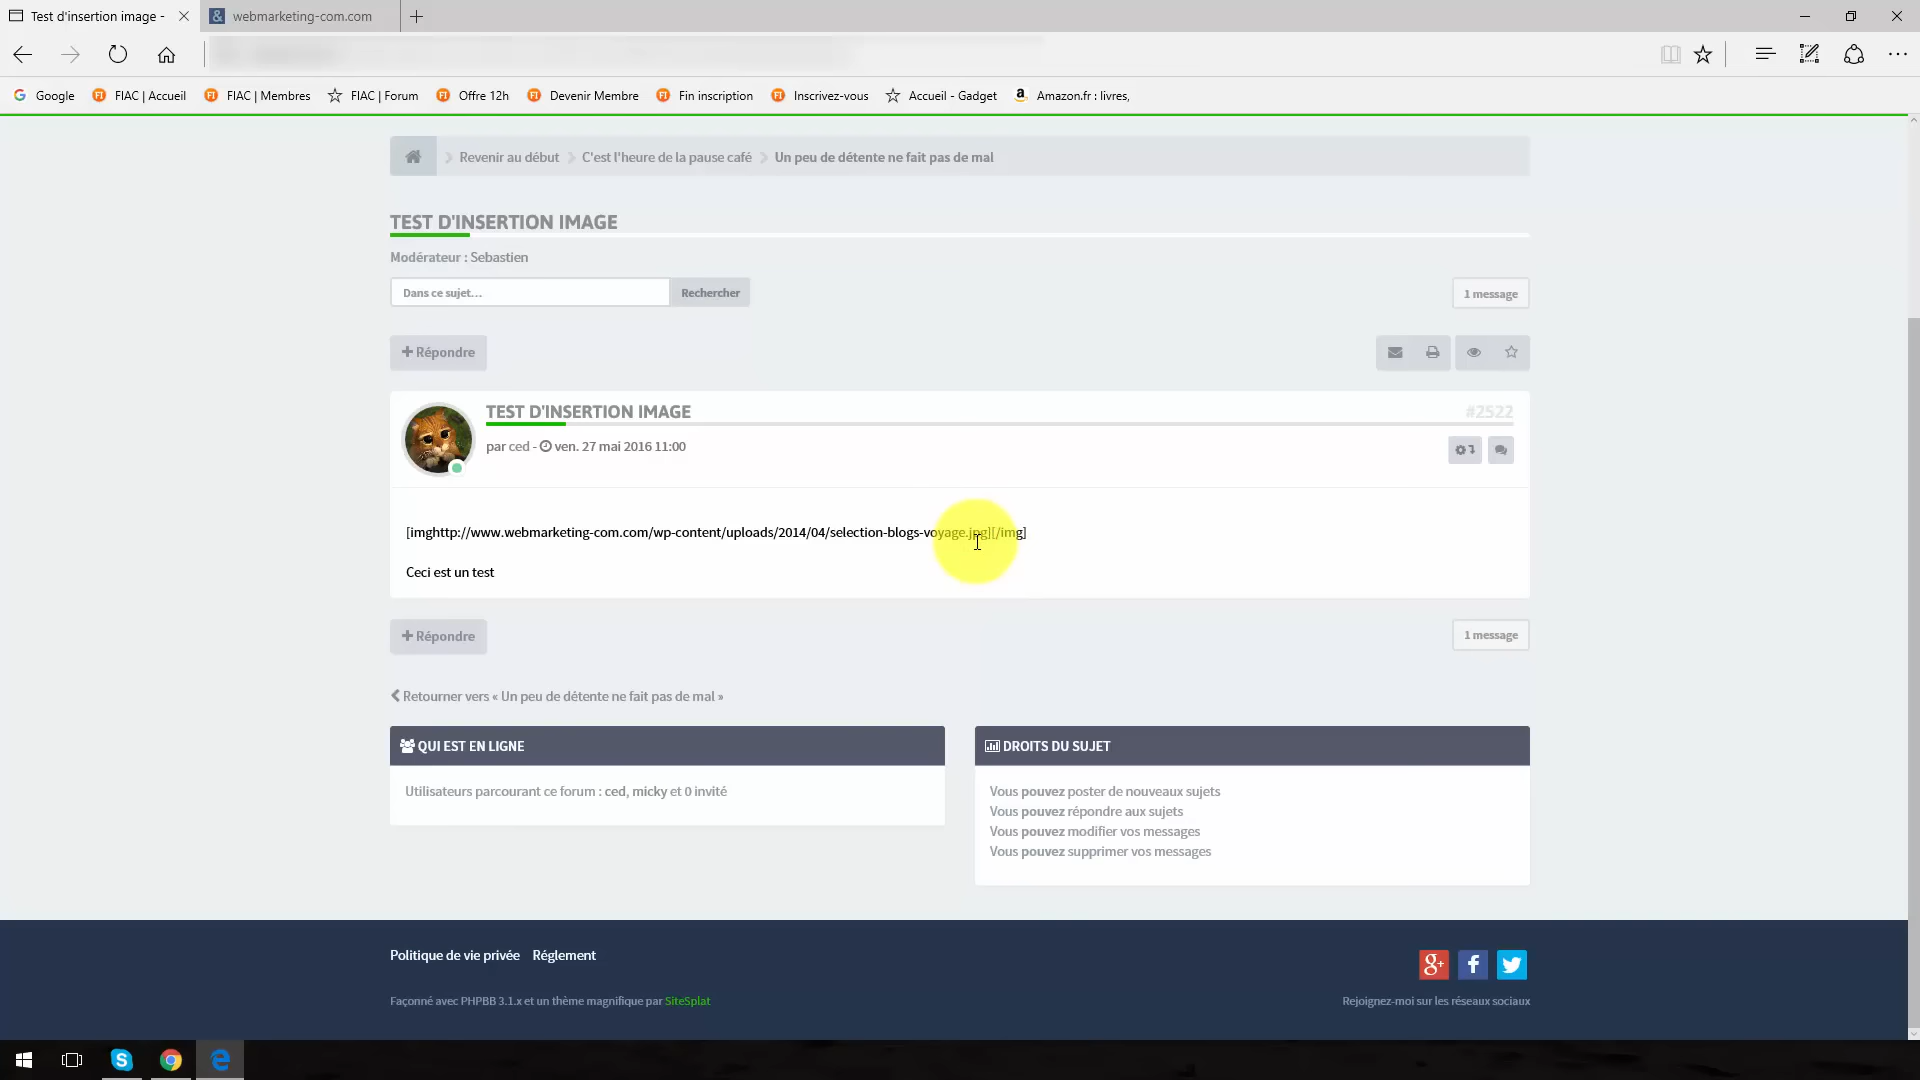 Test d'insertion image -
webmarketing-com.com
Google
FIAC | Accueil
FIAC | Membres
FIAC | Forum
Offre 12h
Devenir Membre
Fin inscription
Inscrivez-vous
Accueil - Gadget
Amazon.fr : livres,
Revenir au début
C'est l'heure de la pause café
Un peu de détente ne fait pas de mal
TEST D'INSERTION IMAGE
Modérateur : Sebastien
Dans ce sujet...
Rechercher
1 message
Répondre
TEST D'INSERTION IMAGE
#2522
par ced - ven. 27 mai 2016 11:00
[imghttp://www.webmarketing-com.com/wp-content/uploads/2014/04/selection-blogs-voyage.jpg][/img]
Ceci est un test
Répondre
1 message
Retourner vers « Un peu de détente ne fait pas de mal »
QUI EST EN LIGNE
Utilisateurs parcourant ce forum : ced, micky et 0 invité
DROITS DU SUJET
Vous pouvez poster de nouveaux sujets
Vous pouvez répondre aux sujets
Vous pouvez modifier vos messages
Vous pouvez supprimer vos messages
Politique de vie privée
Réglement
Façonné avec PHPBB 3.1.x et un thème magnifique par SiteSplat
Rejoignez-moi sur les réseaux sociaux